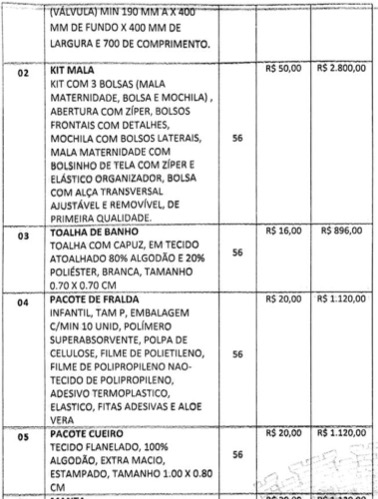 (VÁLVULA) MIN 190 MM A X 400
MM DE FUNDO X 400 MM DE
LARGURA E 700 DE COMPRIMENTO.
02 KIT MALA R$ 50,00 R$ 2.800,00
KIT COM 3 BOLSAS (MALA
MATERNIDADE, BOLSA E MOCHILA) ,
ABERTURA COM ZÍPER, BOLSOS
FRONTAIS COM DETALHES,
MOCHILA COM BOLSOS LATERAIS, 56
MALA MATERNIDADE COM
BOLSINHO DE TELA COM ZÍPER E
ELÁSTICO ORGANIZADOR, BOLSA
COM ALÇA TRANSVERSAL
AJUSTÁVEL E REMOVÍVEL, DE
PRIMEIRA QUALIDADE.
03 TOALHA DE BANHO R$ 16,00 R$ 896,00
TOALHA COM CAPUZ, EM TECIDO
ATOALHADO 80% ALGODÃO E 20% 56
POLIÉSTER, BRANCA, TAMANHO
0.70 X 0.70 CM
04 PACOTE DE FRALDA R$ 20,00 R$ 1.120,00
INFANTIL, TAM P, EMBALAGEM
C/MIN 10 UNID, POLÍMERO
SUPERABSORVENTE, POLPA DE
CELULOSE, FILME DE POLIETILENO, 56
FILME DE POLIPROPILENO NAO-
TECIDO DE POLIPROPILENO,
ADESIVO TERMOPLASTICO,
ELASTICO, FITAS ADESIVAS E ALOE
VERA
05 PACOTE CUEIRO R$ 20,00 R$ 1.120,00
TECIDO FLANELADO, 100%
ALGODÃO, EXTRA MACIO, 56
ESTAMPADO, TAMANHO 1.00 X 0.80
CM